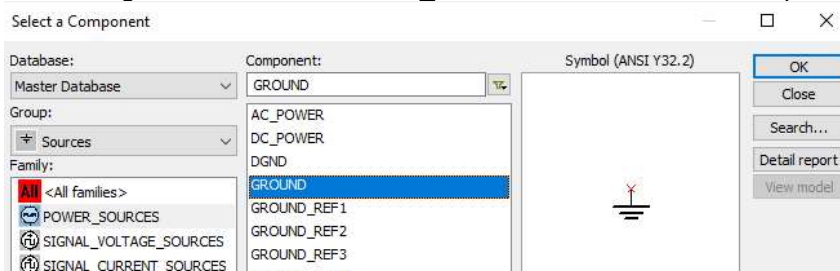 Select a Component
Database:
Master Database
Group:
Sources
Family:
All <All families>
POWER_SOURCES
SIGNAL_VOLTAGE_SOURCES
SIGNAL_CURRENT_SOURCES
Component:
GROUND
AC_POWER
DC_POWER
DGND
GROUND
GROUND_REF1
GROUND_REF2
GROUND_REF3
Symbol (ANSI Y32.2)
OK
Close
Search...
Detail report
View model